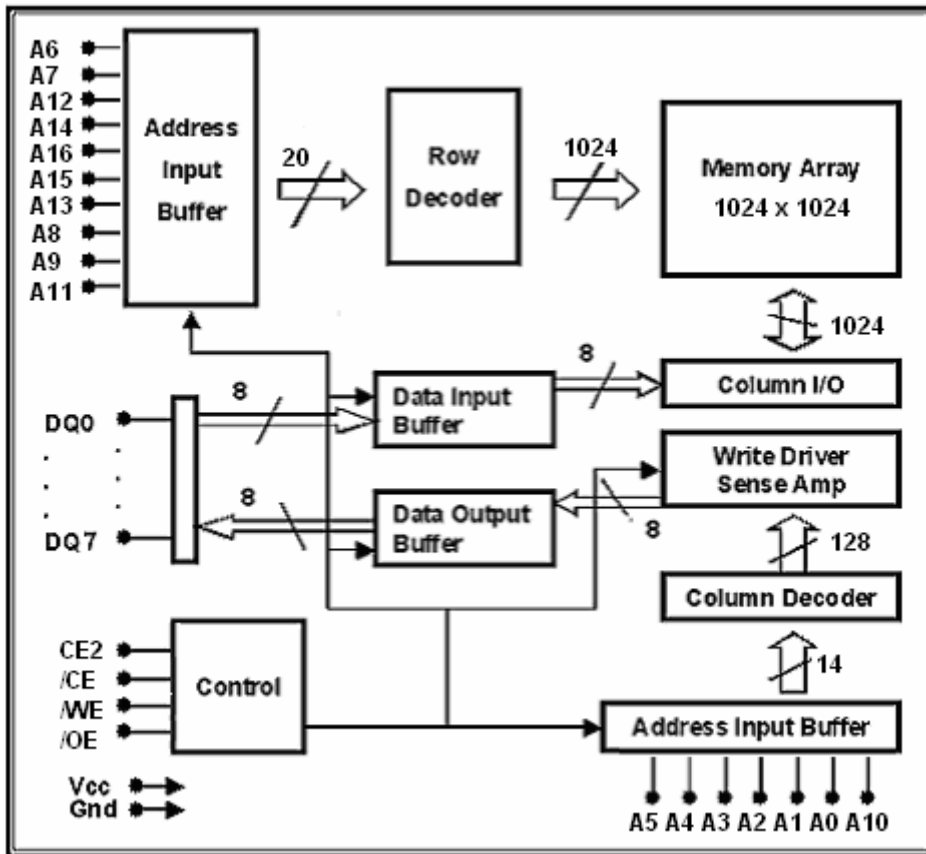 A6
A7
A12
A14
A16
A15
A13
A8
A9
A11
Address
Input
Buffer
20
Row
Decoder
1024
Memory Array
1024 x 1024
1024
8
Data Input
Buffer
8
Column I/O
DQ0
.
.
.
.
.
.
DQ7
8
Data Output
Buffer
8
Write Driver
Sense Amp
128
Column Decoder
14
CE2
/CE
/WE
/OE
Control
Address Input Buffer
Vcc
Gnd
A5 A4 A3 A2 A1 A0 A10